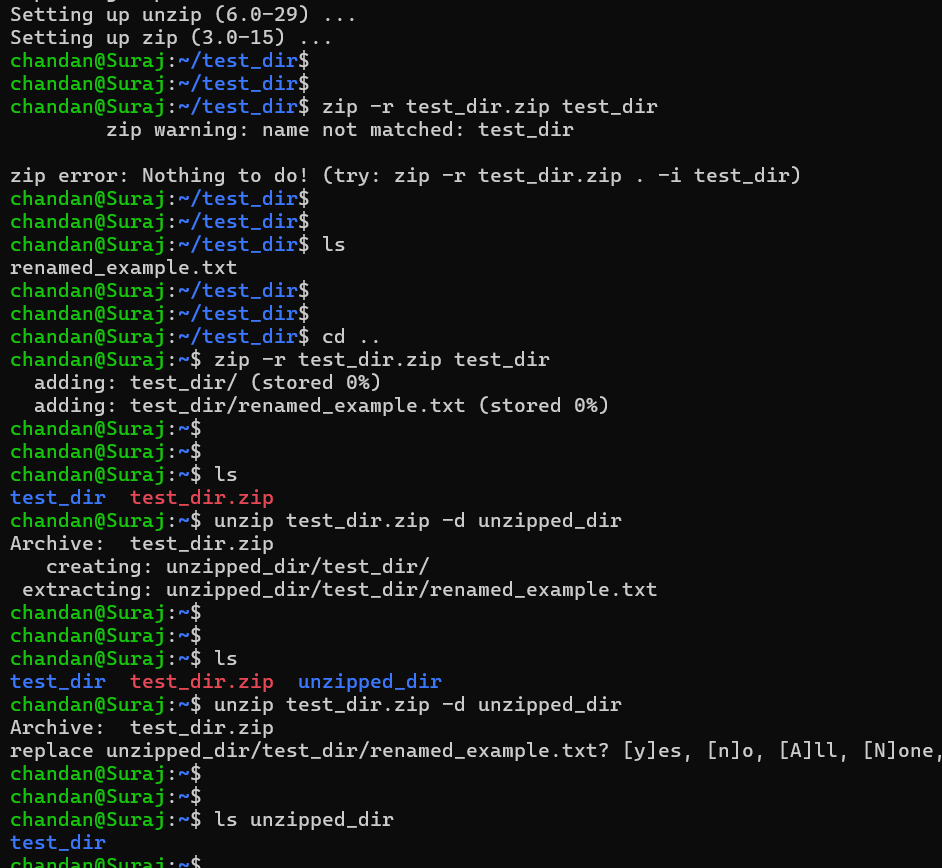 Setting up unzip (6.0-29) ...
Setting up zip (3.0-15) ...
chandan@Suraj:~/test_dir$
chandan@Suraj:~/test_dir$
chandan@Suraj:~/test_dir$ zip -r test_dir.zip test_dir
        zip warning: name not matched: test_dir

zip error: Nothing to do! (try: zip -r test_dir.zip . -i test_dir)
chandan@Suraj:~/test_dir$
chandan@Suraj:~/test_dir$
chandan@Suraj:~/test_dir$ ls
renamed_example.txt
chandan@Suraj:~/test_dir$
chandan@Suraj:~/test_dir$
chandan@Suraj:~/test_dir$ cd ..
chandan@Suraj:~$ zip -r test_dir.zip test_dir
  adding: test_dir/ (stored 0%)
  adding: test_dir/renamed_example.txt (stored 0%)
chandan@Suraj:~$
chandan@Suraj:~$
chandan@Suraj:~$ ls
test_dir  test_dir.zip
chandan@Suraj:~$ unzip test_dir.zip -d unzipped_dir
Archive:  test_dir.zip
   creating: unzipped_dir/test_dir/
 extracting: unzipped_dir/test_dir/renamed_example.txt
chandan@Suraj:~$
chandan@Suraj:~$
chandan@Suraj:~$ ls
test_dir  test_dir.zip  unzipped_dir
chandan@Suraj:~$ unzip test_dir.zip -d unzipped_dir
Archive:  test_dir.zip
replace unzipped_dir/test_dir/renamed_example.txt? [y]es, [n]o, [A]ll, [N]one,
chandan@Suraj:~$
chandan@Suraj:~$
chandan@Suraj:~$ ls unzipped_dir
test_dir
chandan@Suraj:~$